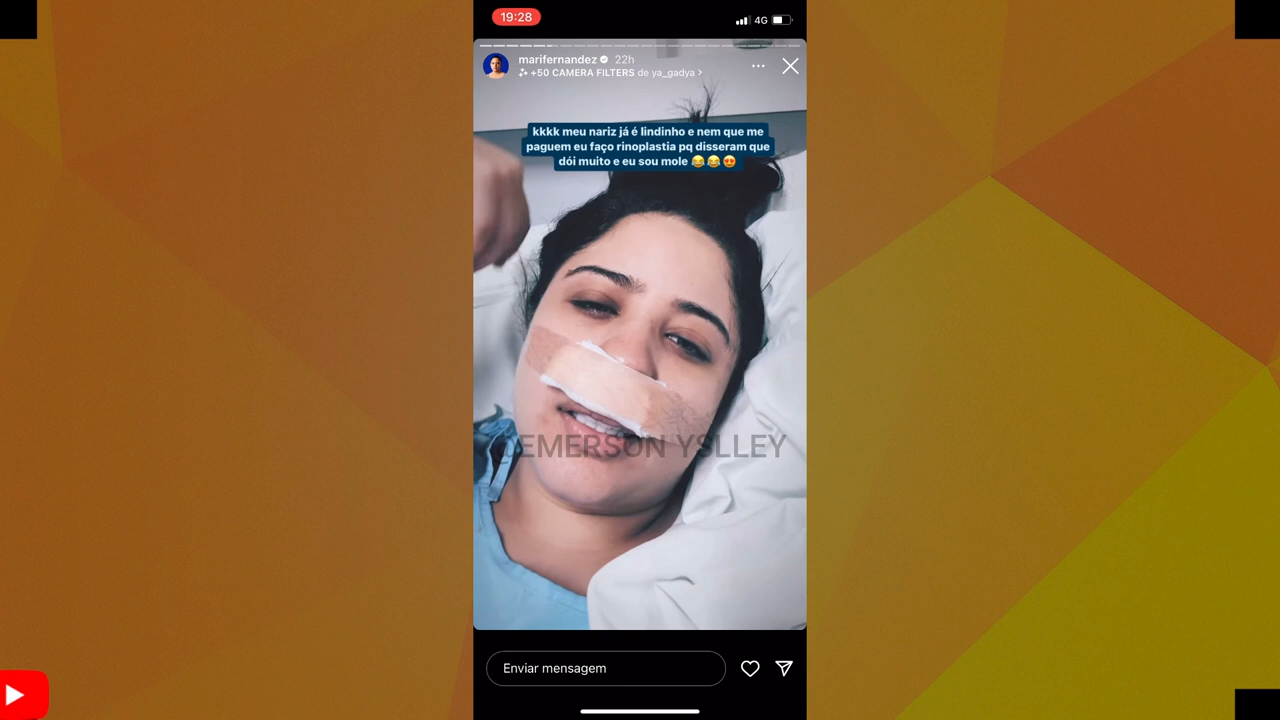 19:28
4G
marifernandez 22h
+50 CAMERA FILTERS de ya_gadya >
kkkk meu nariz já é lindinho e nem que me
paguem eu faço rinoplastia pq disseram que
dói muito e eu sou mole 😂😂😍
@EMERSON YSLLEY
Enviar mensagem